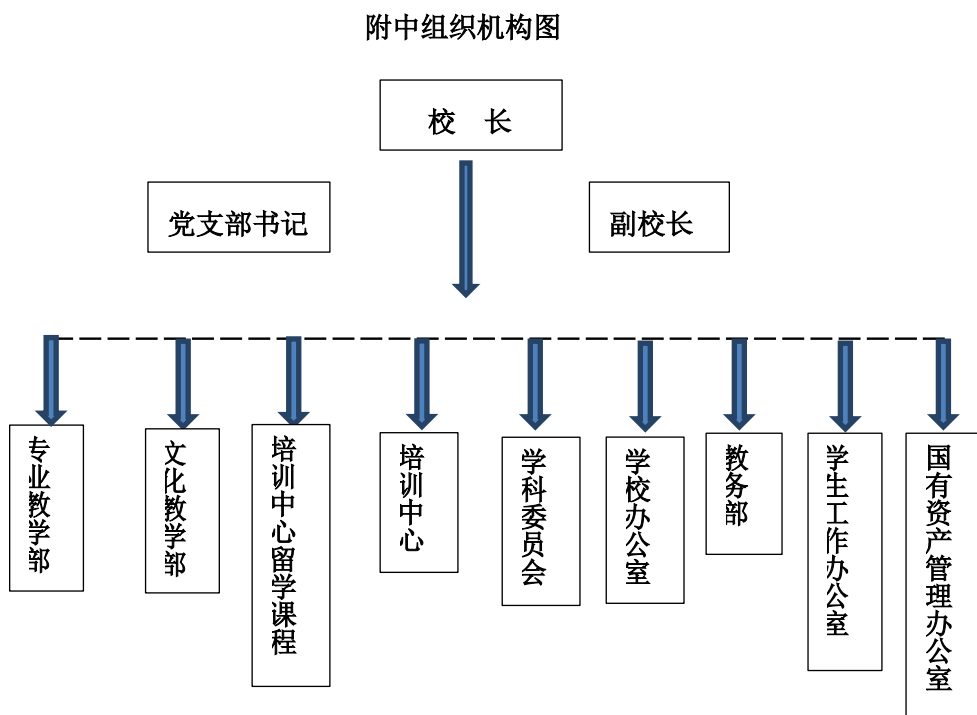 附中组织机构图
校 长
党支部书记
副校长
专业教学部
文化教学部
培训中心留学课程
培训中心
学科委员会
学校办公室
教务部
学生工作办公室
国有资产管理办公室